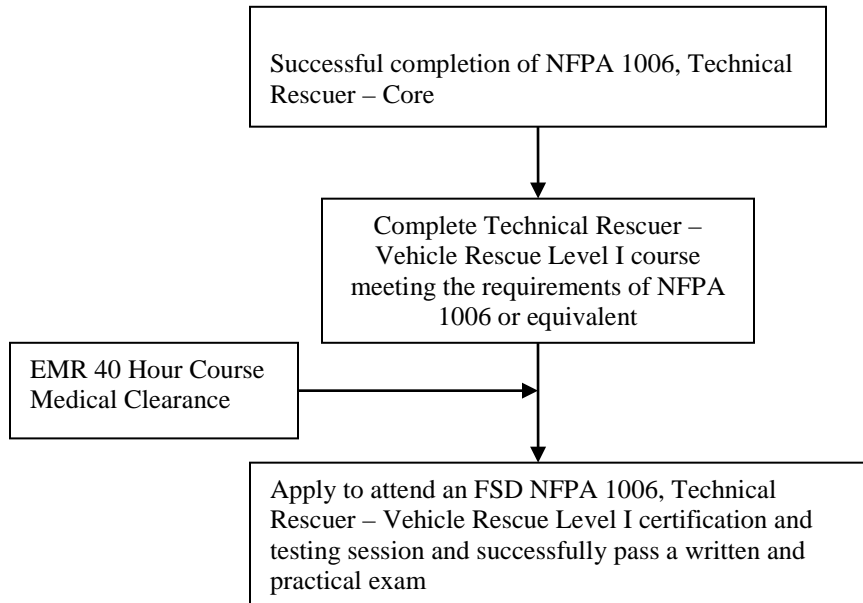 Successful completion of NFPA 1006, Technical
Rescuer – Core
Complete Technical Rescuer –
Vehicle Rescue Level I course
meeting the requirements of NFPA
1006 or equivalent
EMR 40 Hour Course
Medical Clearance
Apply to attend an FSD NFPA 1006, Technical
Rescuer – Vehicle Rescue Level I certification and
testing session and successfully pass a written and
practical exam